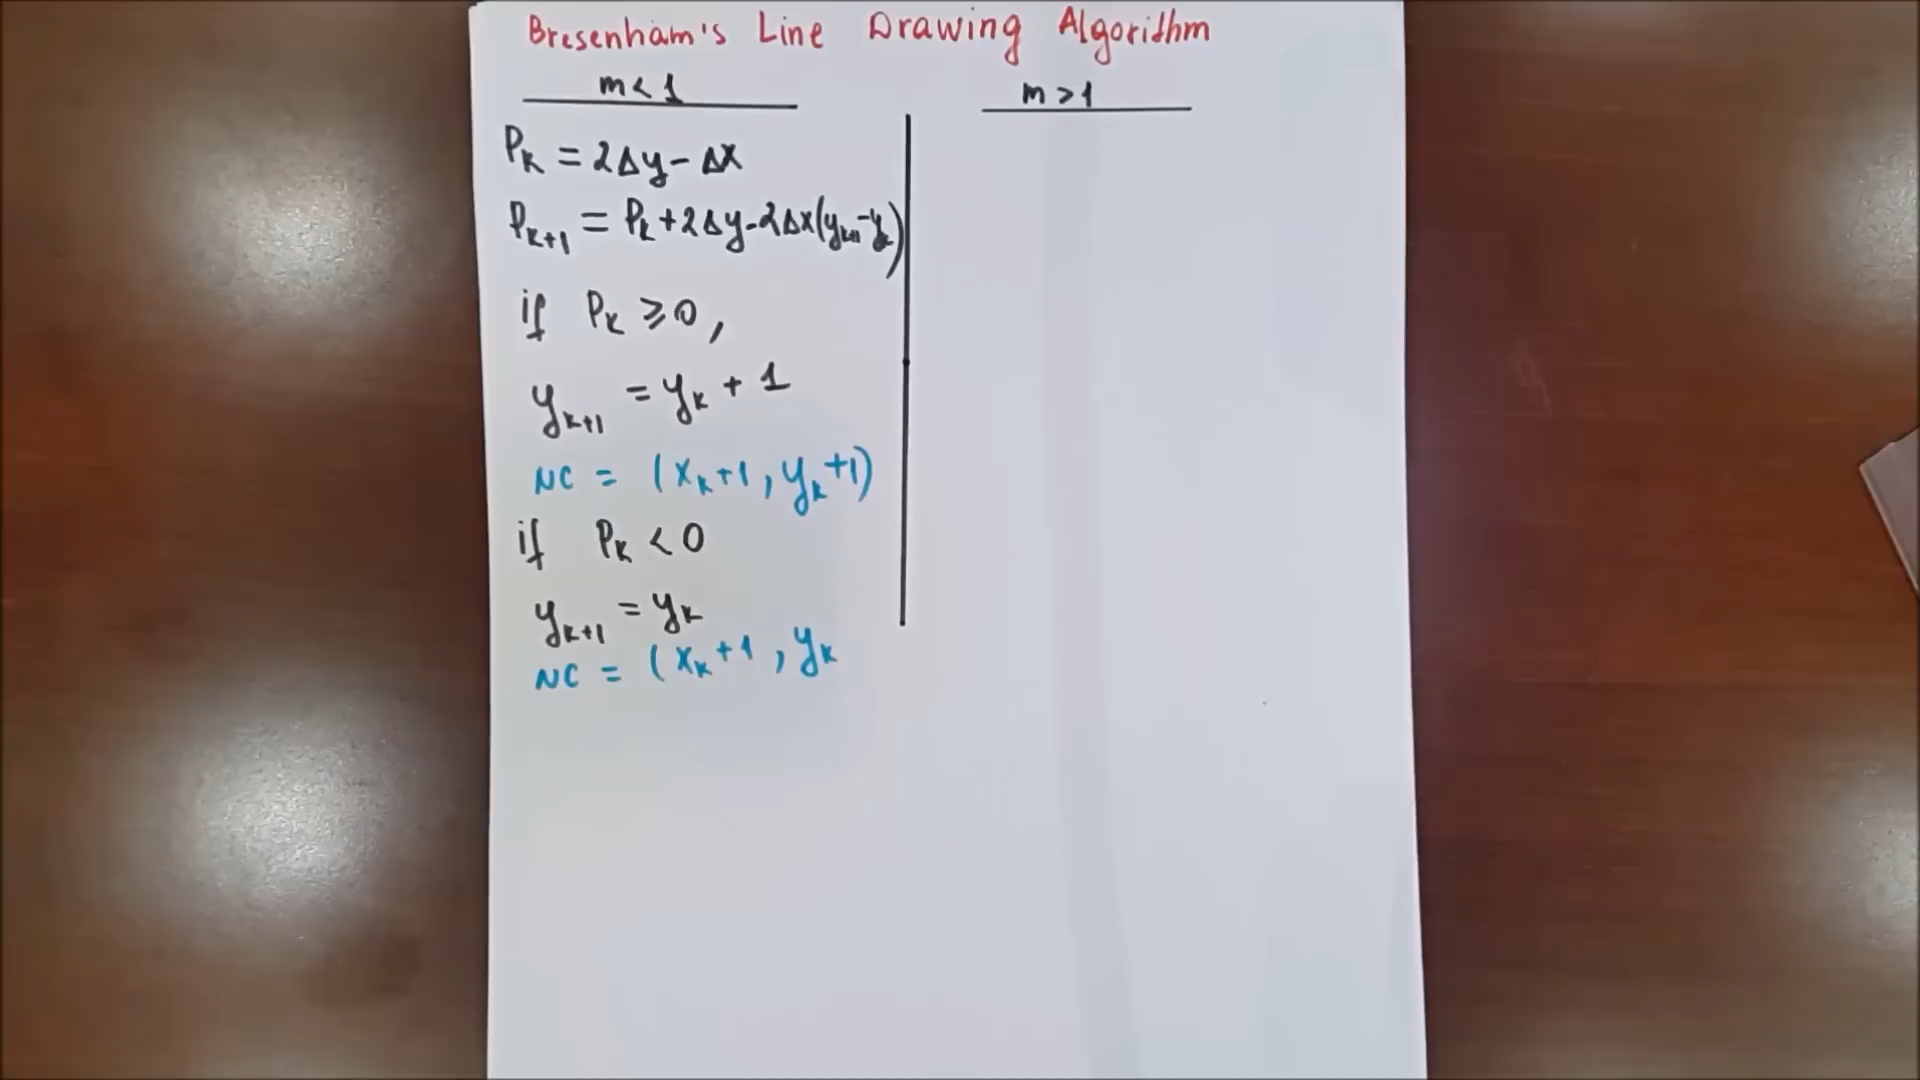 Bresenham's Line Drawing Algorithm
m < 1
Pk = 2Δy - Δx
Pk+1 = Pk + 2Δy - 2Δx(yk+1 - yk)
if Pk ≥ 0,
yk+1 = yk + 1
NC = (xk+1, yk+1)
if Pk < 0
yk+1 = yk
NC = (xk+1, yk
m > 1